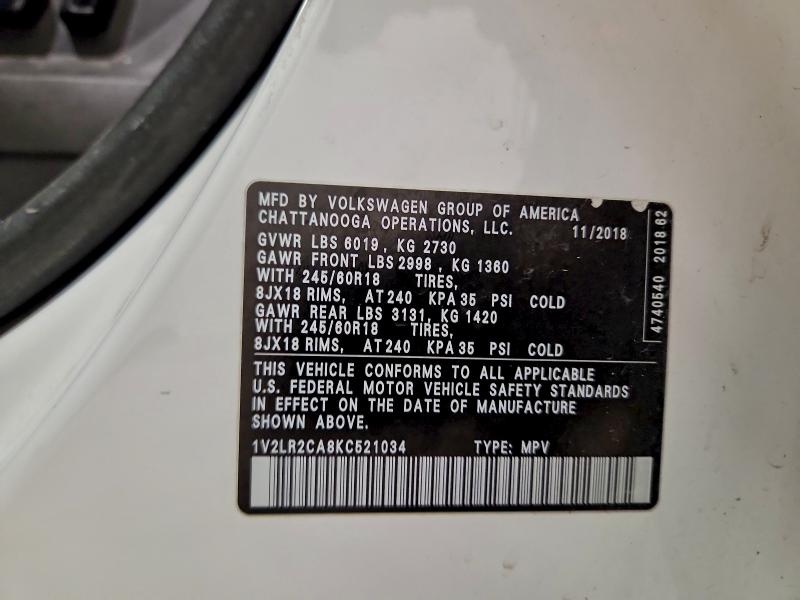 MFD BY VOLKSWAGEN GROUP OF AMERICA
CHATTANOOGA OPERATIONS, LLC. 11/2018
GVWR LBS 6019, KG 2730
GAWR FRONT LBS 2998, KG 1360
WITH 245/60R18 TIRES,
8JX18 RIMS, AT 240 KPA 35 PSI COLD
GAWR REAR LBS 3131, KG 1420
WITH 245/60R18 TIRES,
8JX18 RIMS, AT 240 KPA 35 PSI COLD
THIS VEHICLE CONFORMS TO ALL APPLICABLE
U.S. FEDERAL MOTOR VEHICLE SAFETY STANDARDS
IN EFFECT ON THE DATE OF MANUFACTURE
SHOWN ABOVE.
1V2LR2CA8KC521034 TYPE: MPV
4740540 2018 62